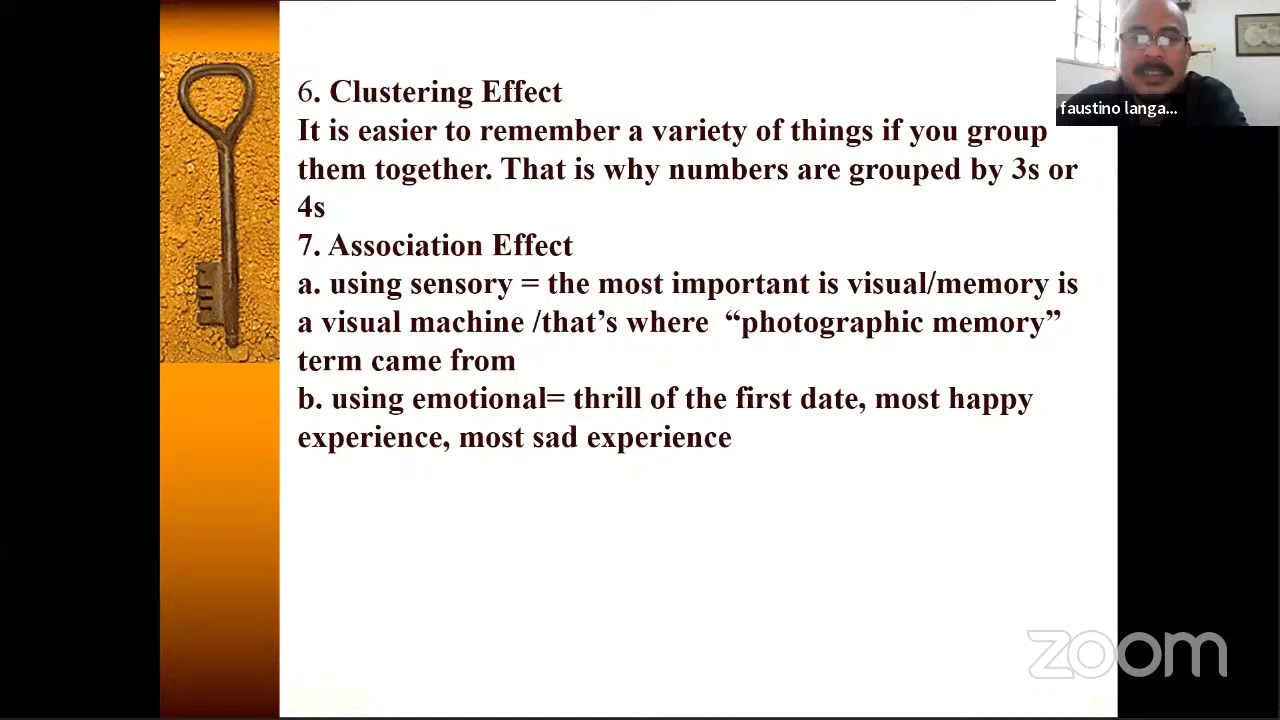 6. Clustering Effect
It is easier to remember a variety of things if you group
them together. That is why numbers are grouped by 3s or
4s
7. Association Effect
a. using sensory = the most important is visual/memory is
a visual machine /that’s where “photographic memory”
term came from
b. using emotional= thrill of the first date, most happy
experience, most sad experience
faustino langa...
zoom